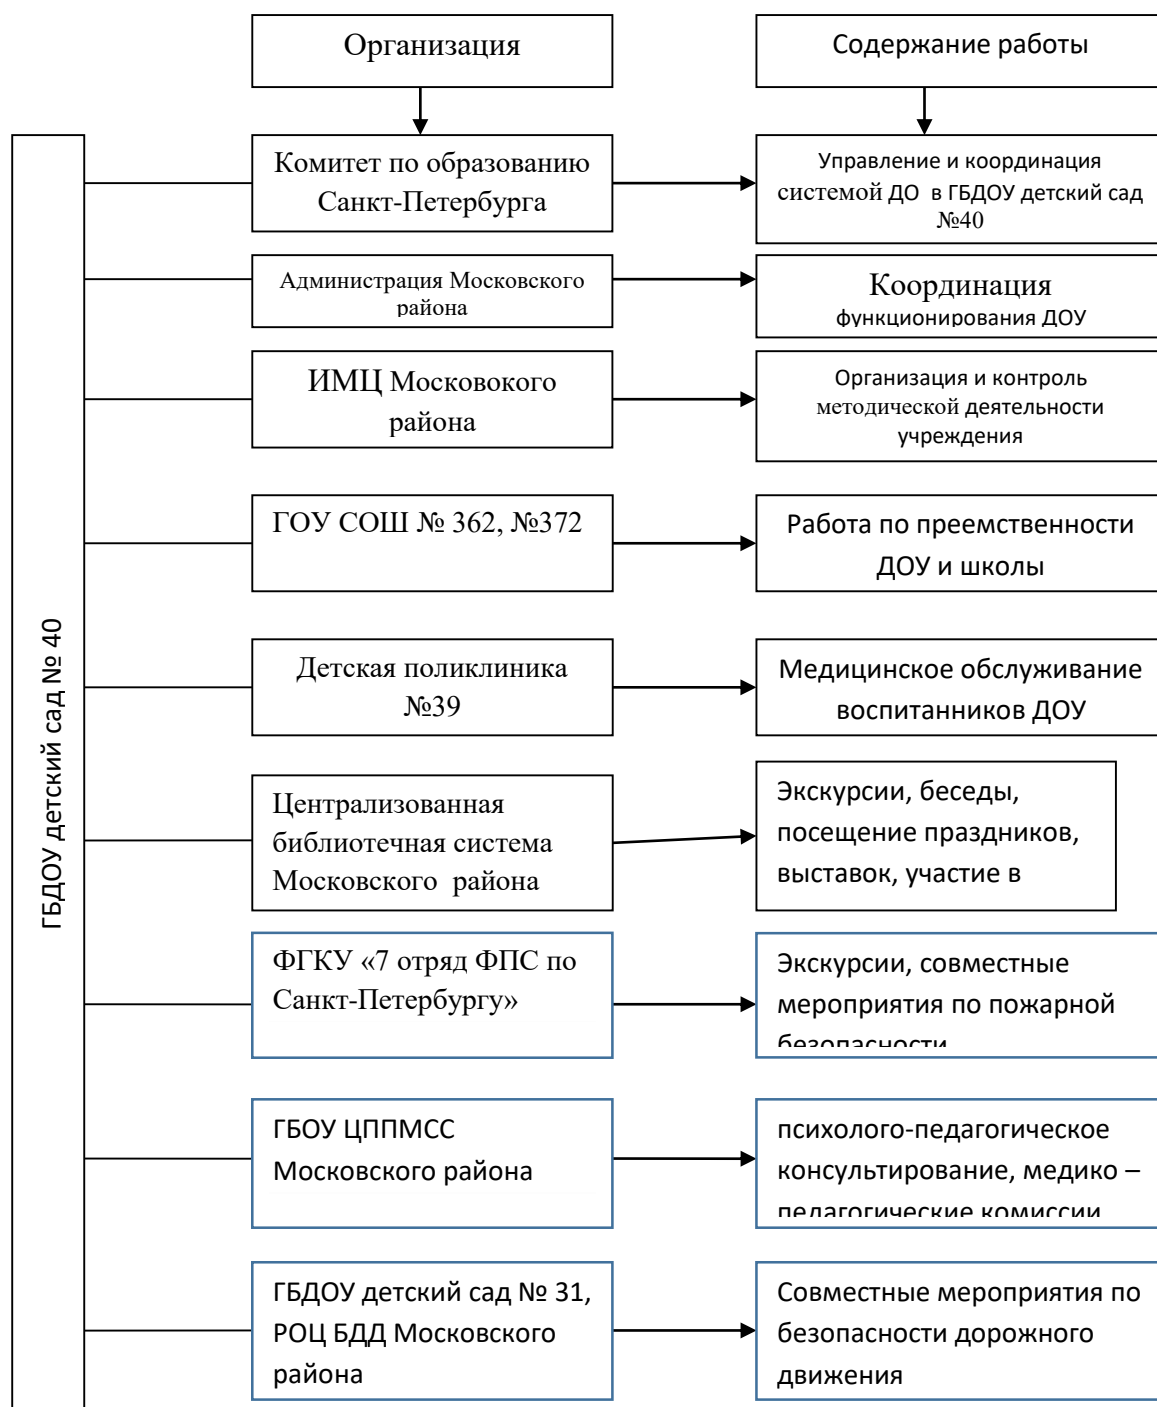 Организация
Содержание работы
ГБДОУ детский сад № 40
Комитет по образованию
Санкт-Петербурга
Управление и координация
системой ДО в ГБДОУ детский сад
№40
Администрация Московского
района
Координация
функционирования ДОУ
ИМЦ Московокого
района
Организация и контроль
методической деятельности
учреждения
ГОУ СОШ № 362, №372
Работа по преемственности
ДОУ и школы
Детская поликлиника
№39
Медицинское обслуживание
воспитанников ДОУ
Централизованная
библиотечная система
Московского района
Экскурсии, беседы,
посещение праздников,
выставок, участие в
ФГКУ «7 отряд ФПС по
Санкт-Петербургу»
Экскурсии, совместные
мероприятия по пожарной
безопасности
ГБОУ ЦППМСС
Московского района
психолого-педагогическое
консультирование, медико –
педагогические комиссии
ГБДОУ детский сад № 31,
РОЦ БДД Московского
района
Совместные мероприятия по
безопасности дорожного
движения